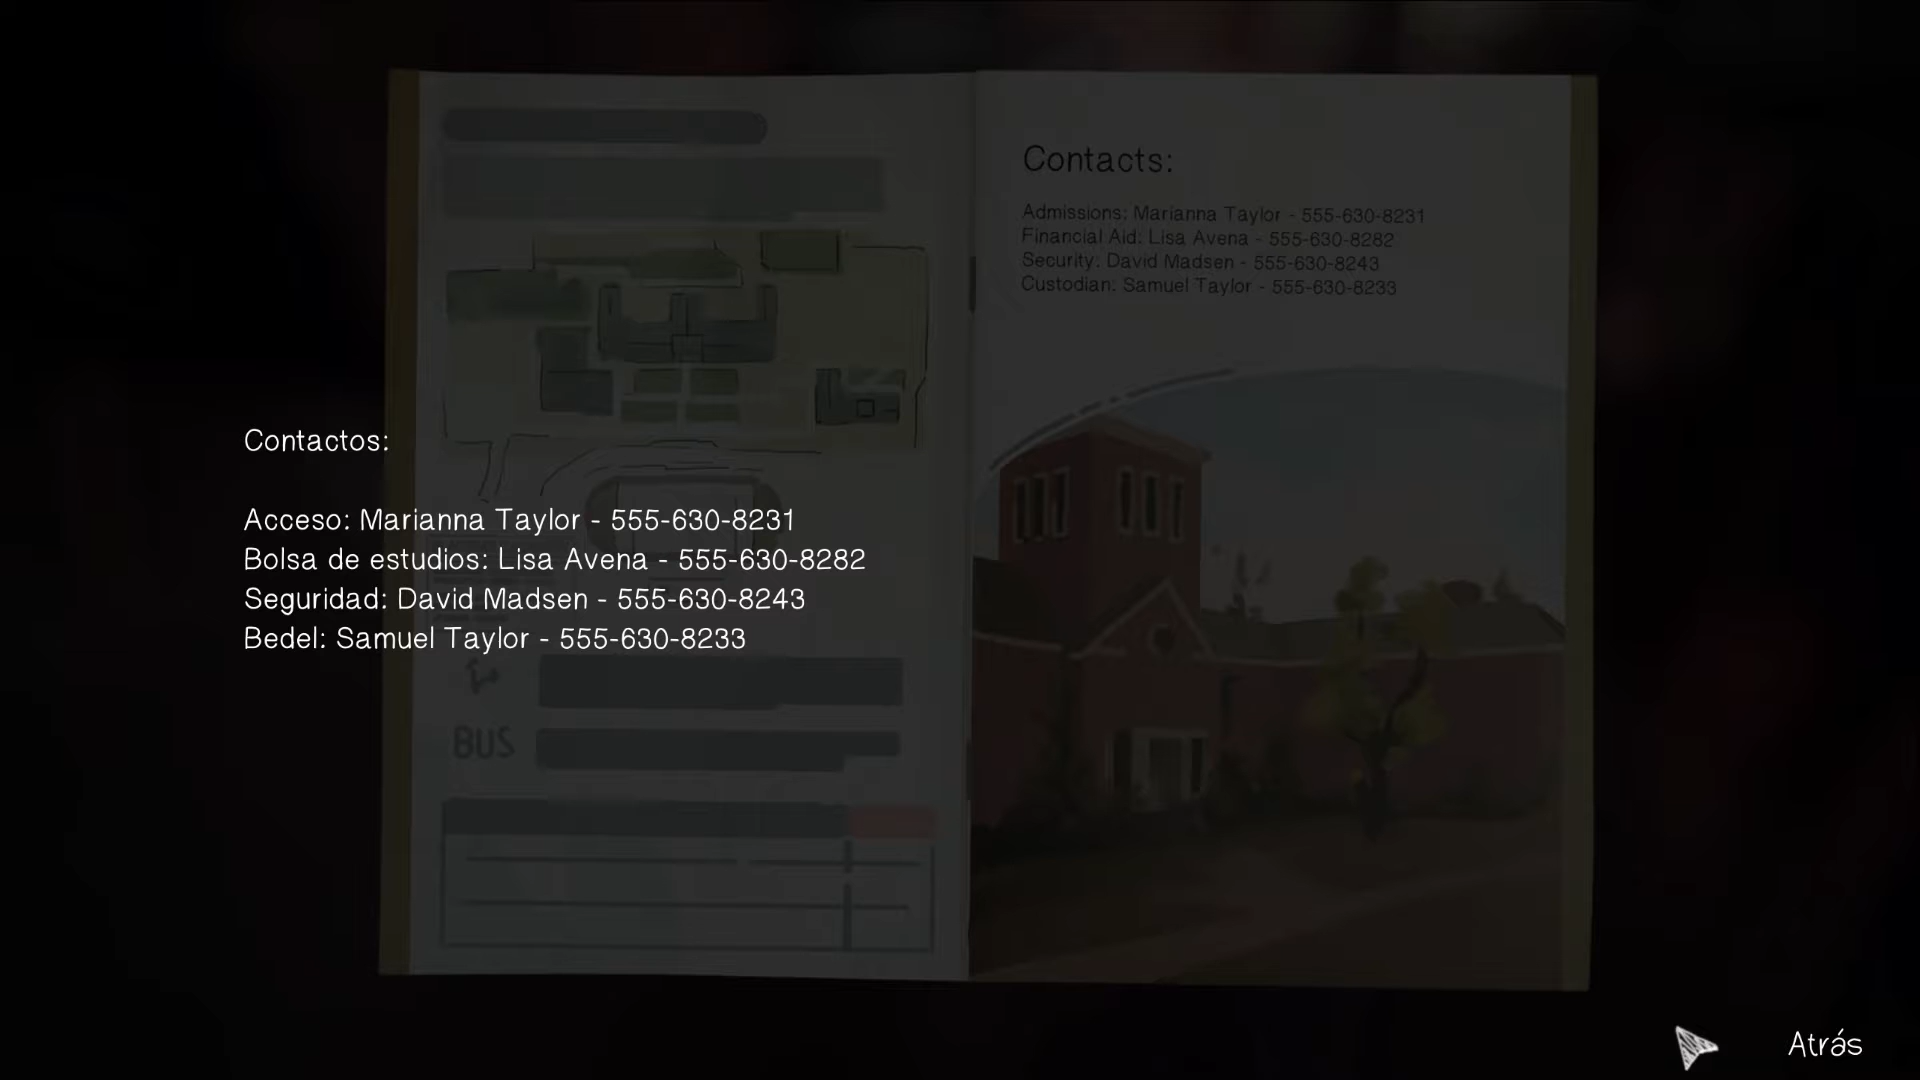 Contacts:
Admissions: Marianna Taylor - 555-630-8231
Financial Aid: Lisa Avena - 555-630-8282
Security: David Madsen - 555-630-8243
Custodian: Samuel Taylor - 555-630-8233
Contactos:
Acceso: Marianna Taylor - 555-630-8231
Bolsa de estudios: Lisa Avena - 555-630-8282
Seguridad: David Madsen - 555-630-8243
Bedel: Samuel Taylor - 555-630-8233
BUS
Atrás